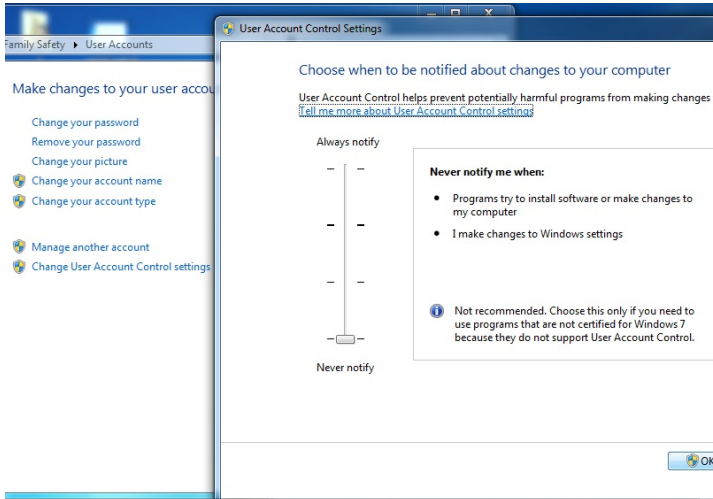 User Account Control Settings
Family Safety ▸ User Accounts
Make changes to your user
Change your password
Remove your password
Change your picture
Change your account name
Change your account type
Manage another account
Change User Account Control settings
Choose when to be notified about changes to your computer
User Account Control helps prevent potentially harmful programs from making changes
Tell me more about User Account Control settings
Always notify
Never notify
Never notify me when:
• Programs try to install software or make changes to
my computer
• I make changes to Windows settings
Not recommended. Choose this only if you need to
use programs that are not certified for Windows 7
because they do not support User Account Control.
OK